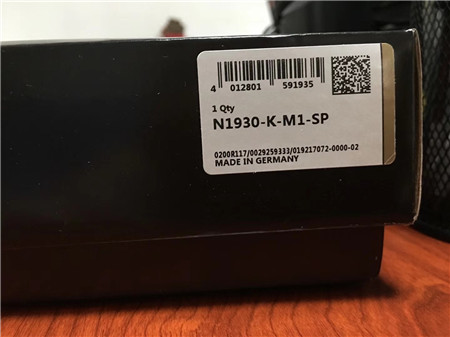 4 012801 591935
1 Qty
N1930-K-M1-SP
0200R117/0029259333/019217072-0000-02
MADE IN GERMANY